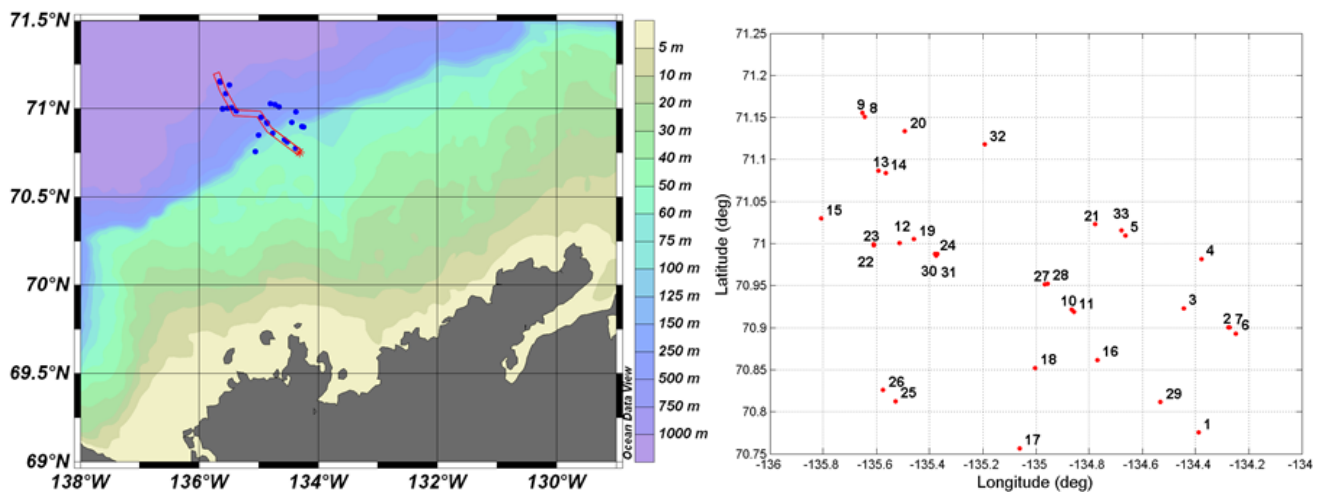 71.5°N
71°N
70.5°N
70°N
69.5°N
69°N
138°W
136°W
134°W
132°W
130°W
5 m
10 m
20 m
30 m
40 m
50 m
60 m
75 m
100 m
125 m
150 m
250 m
500 m
750 m
1000 m
Ocean Data View
71.25
71.2
71.15
71.1
71.05
71
70.95
70.9
70.85
70.8
70.75
Latitude (deg)
9 8
20
32
13 14
15
21
33
5
12
19
23
24
4
22
30 31
27 28
10 11
3
2 7
6
16
18
26
25
29
1
17
-136
-135.8
-135.6
-135.4
-135.2
-135
-134.8
-134.6
-134.4
-134.2
-134
Longitude (deg)